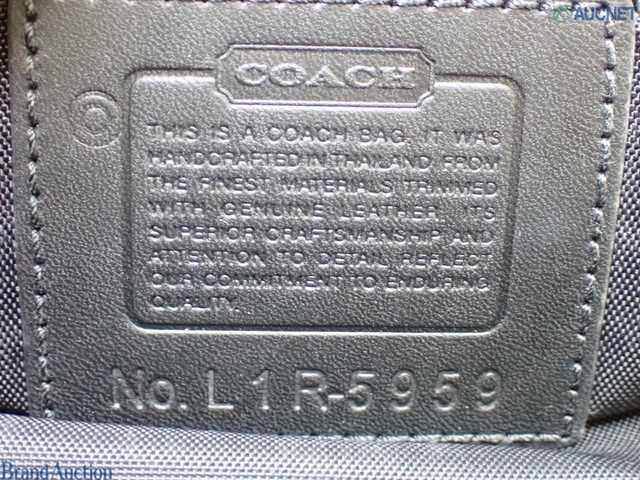 AUCNET
COACH
THIS IS A COACH BAG. IT WAS
HANDCRAFTED IN THAILAND FROM
THE FINEST MATERIALS TRIMMED
WITH GENUINE LEATHER. ITS
SUPERIOR CRAFTSMANSHIP AND
ATTENTION TO DETAIL REFLECT
OUR COMMITMENT TO ENDURING
QUALITY.
No. L1R-5959
Brand Auction